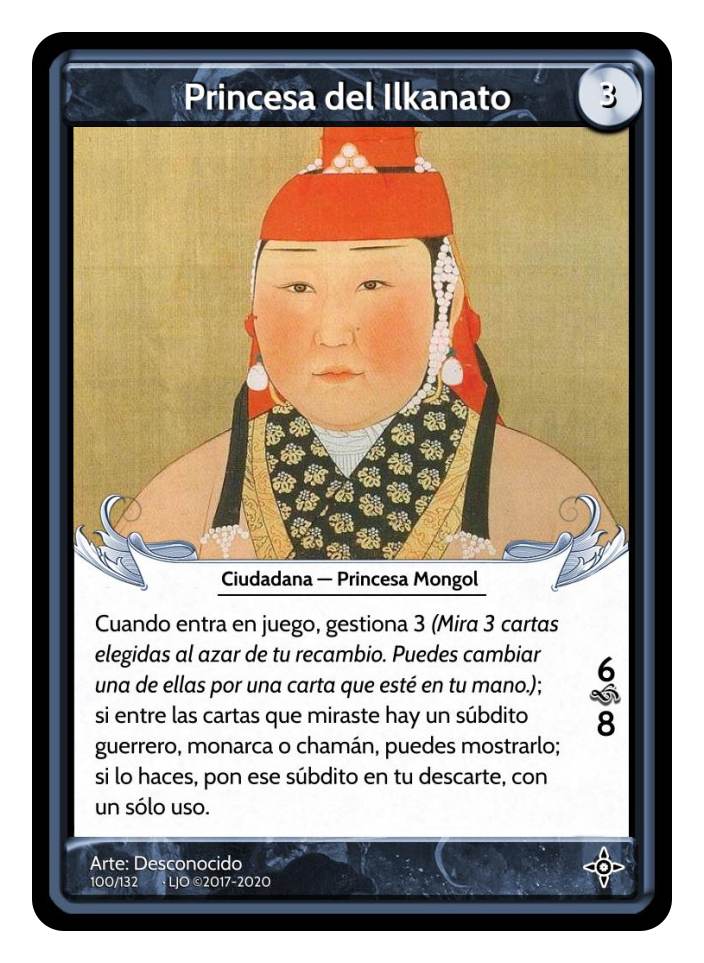 Princesa del Ilkanato
3
Ciudadana — Princesa Mongol
Cuando entra en juego, gestiona 3 (Mira 3 cartas
elegidas al azar de tu recambio. Puedes cambiar
una de ellas por una carta que esté en tu mano.);
si entre las cartas que miraste hay un súbdito
guerrero, monarca o chamán, puedes mostrarlo;
si lo haces, pon ese súbdito en tu descarte, con
un sólo uso.
6
8
Arte: Desconocido
100/132 · LJO ©2017-2020